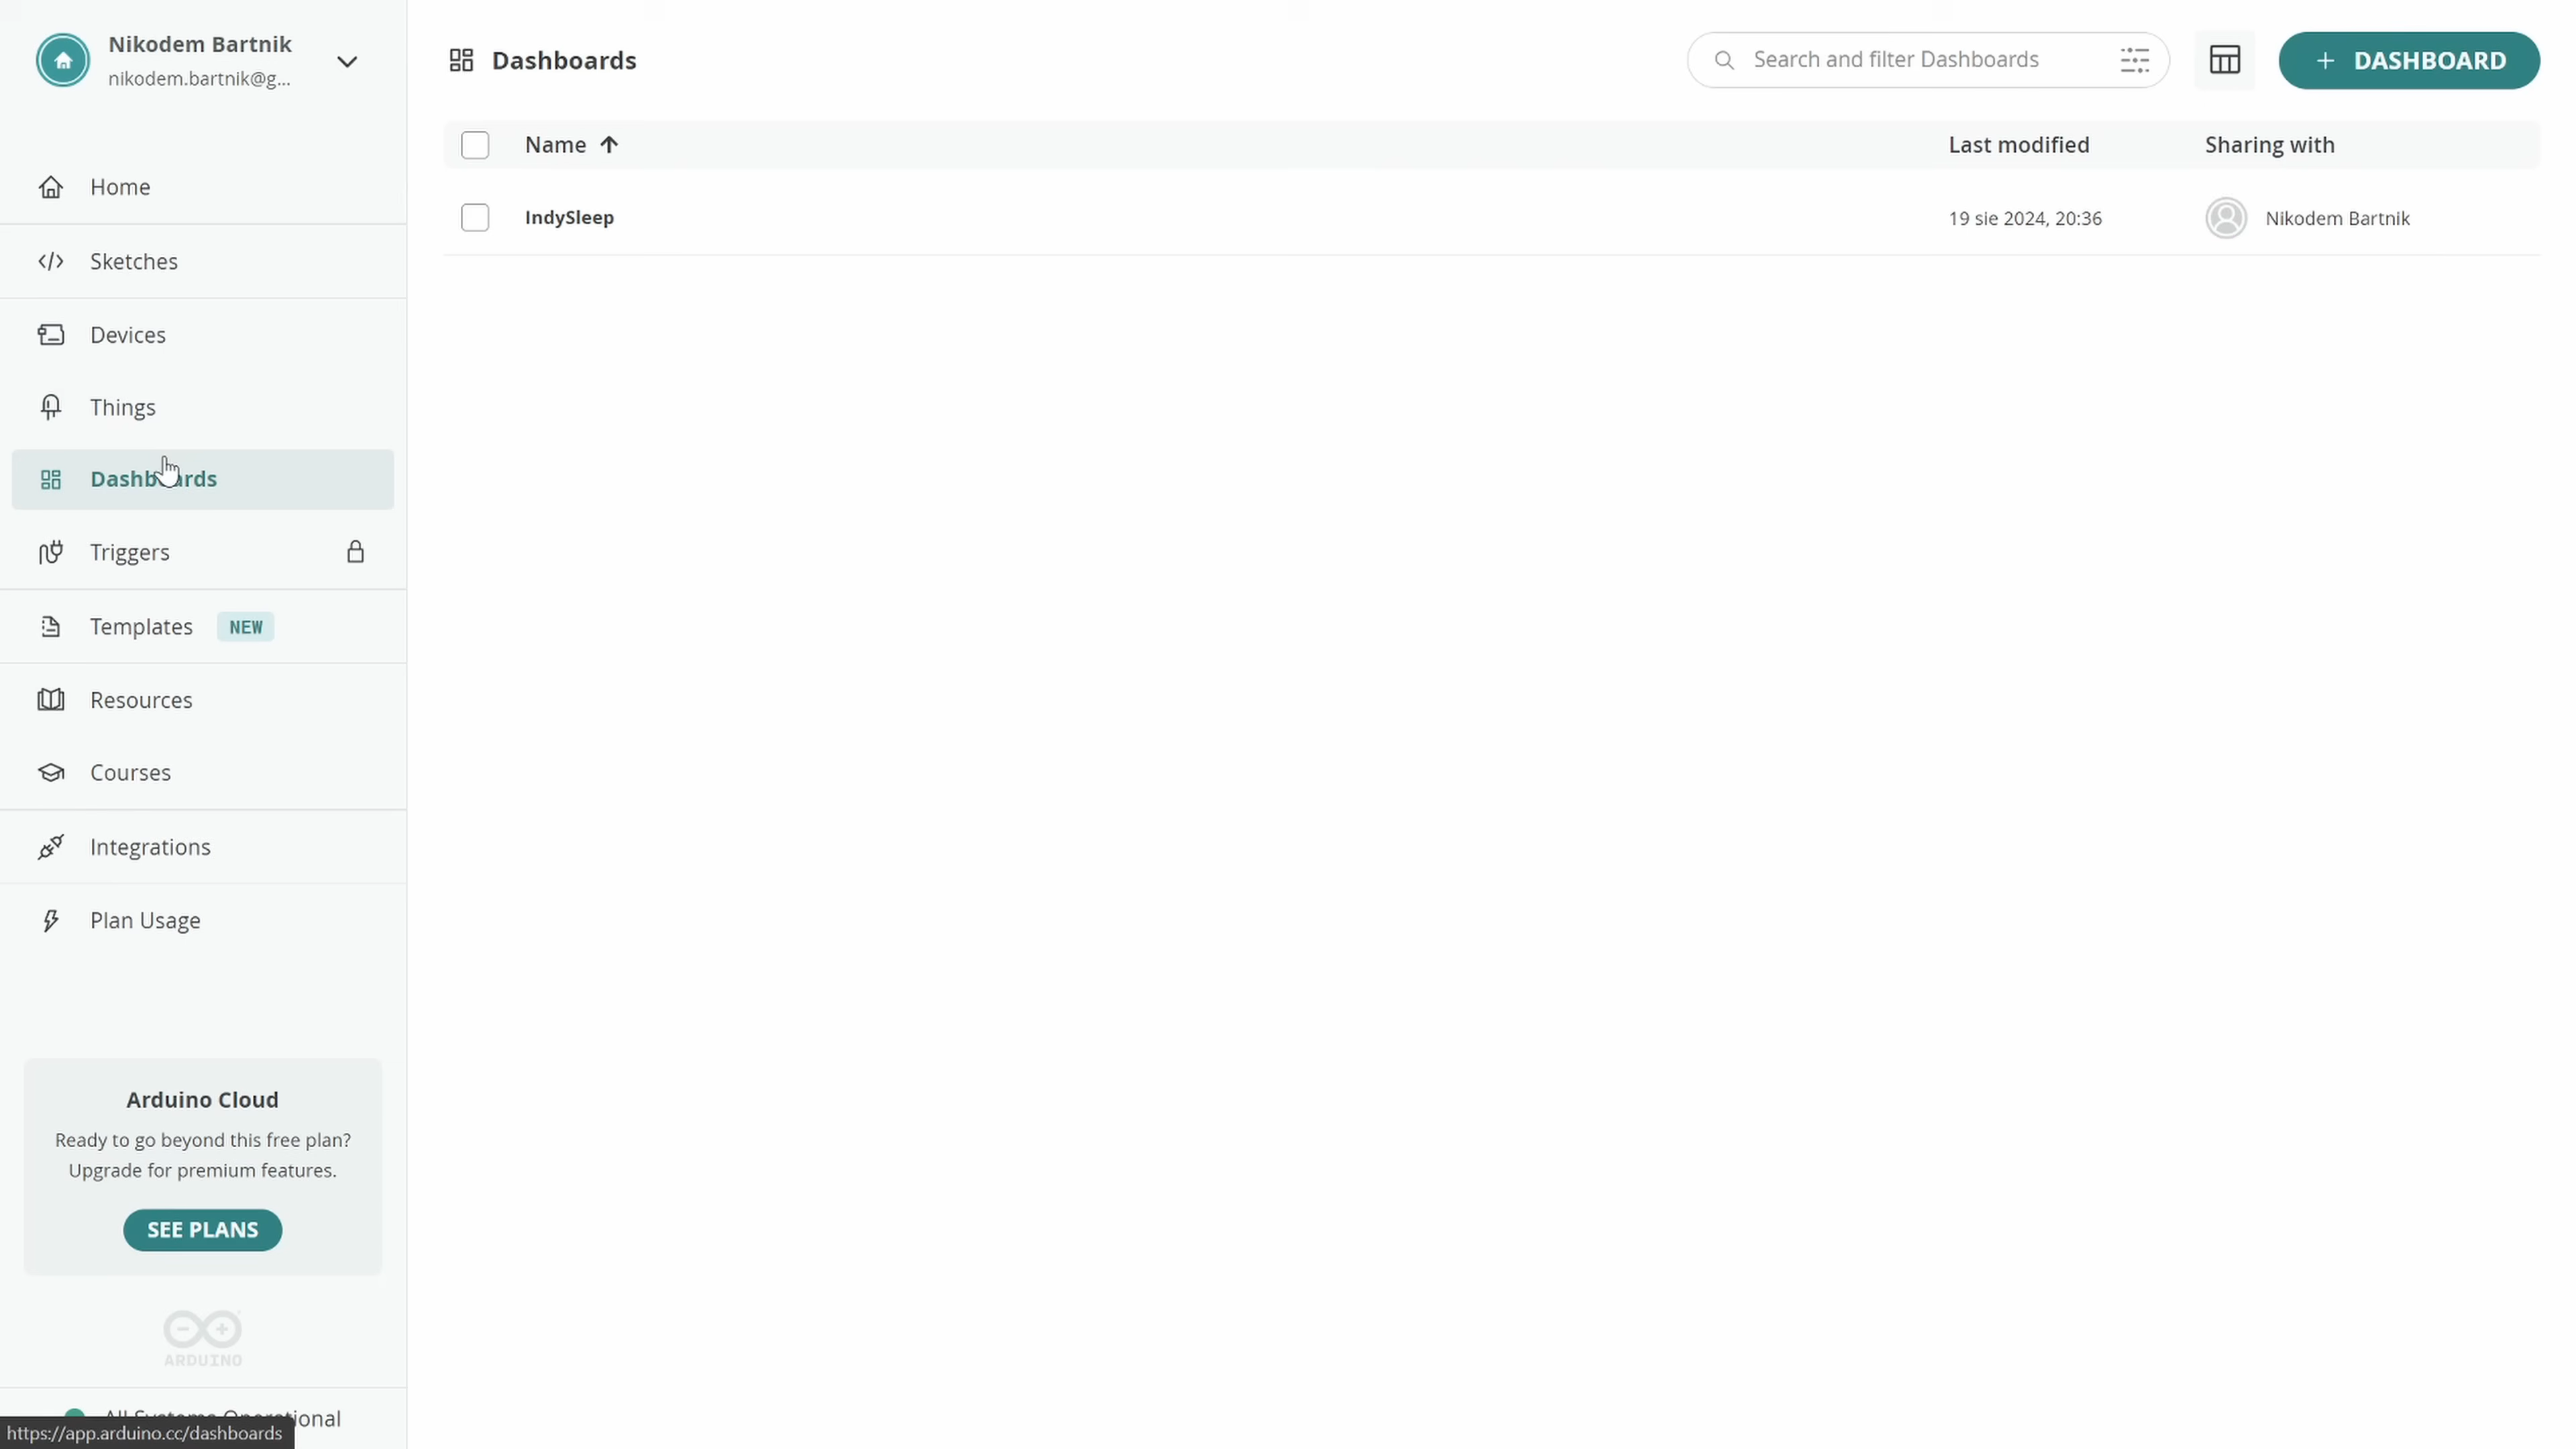 Nikodem Bartnik
nikodem.bartnik@g...
Home
Sketches
Devices
Things
Dashboards
Triggers
Templates NEW
Resources
Courses
Integrations
Plan Usage
Arduino Cloud
Ready to go beyond this free plan?
Upgrade for premium features.
SEE PLANS
ARDUINO
All Systems Operational
https://app.arduino.cc/dashboards
Dashboards
Search and filter Dashboards
+ DASHBOARD
Name Last modified Sharing with
IndySleep 19 sie 2024, 20:36 Nikodem Bartnik